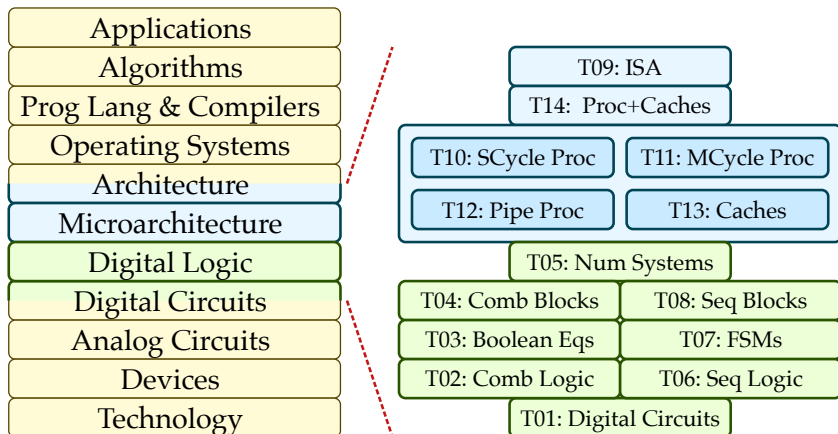 Applications
Algorithms
Prog Lang & Compilers
Operating Systems
Architecture
Microarchitecture
Digital Logic
Digital Circuits
Analog Circuits
Devices
Technology
T09: ISA
T14: Proc+Caches
T10: SCycle Proc
T11: MCycle Proc
T12: Pipe Proc
T13: Caches
T05: Num Systems
T04: Comb Blocks
T08: Seq Blocks
T03: Boolean Eqs
T07: FSMs
T02: Comb Logic
T06: Seq Logic
T01: Digital Circuits